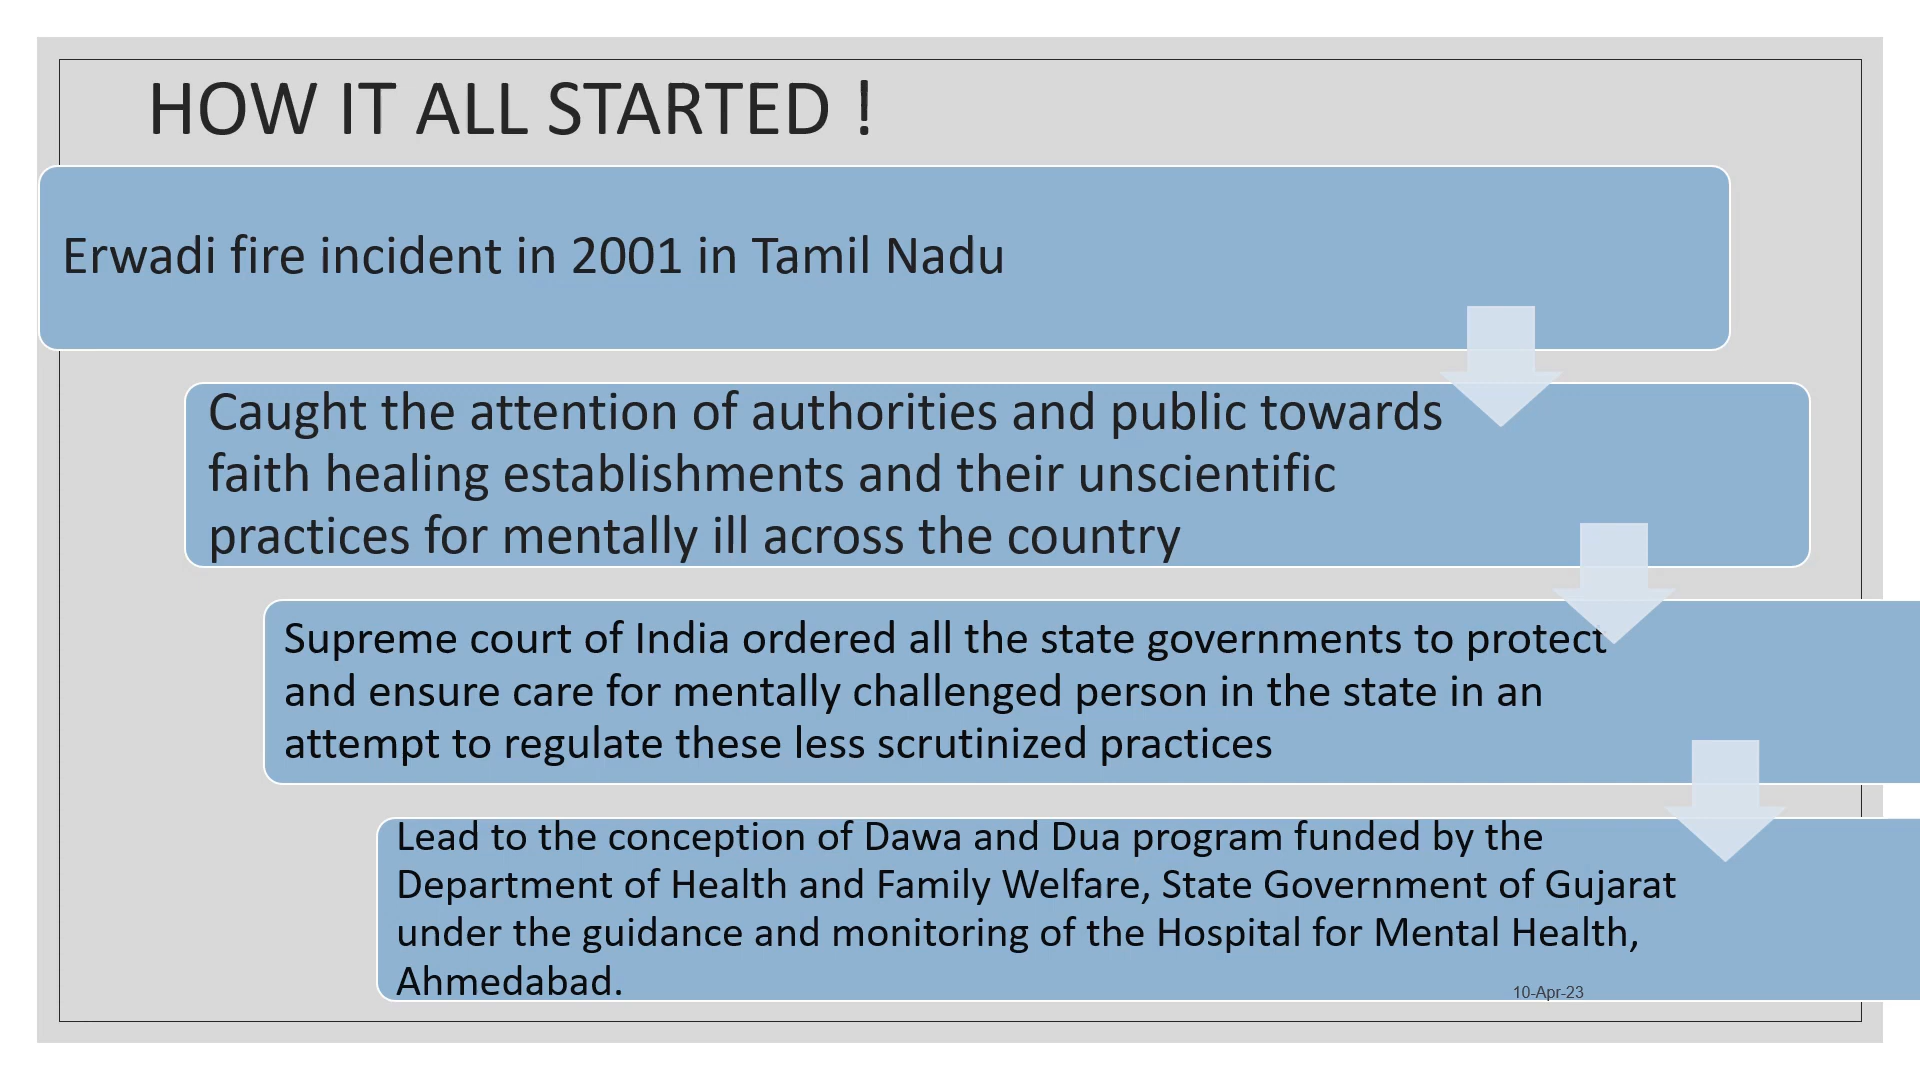 HOW IT ALL STARTED !
Erwadi fire incident in 2001 in Tamil Nadu
Caught the attention of authorities and public towards
faith healing establishments and their unscientific
practices for mentally ill across the country
Supreme court of India ordered all the state governments to protect
and ensure care for mentally challenged person in the state in an
attempt to regulate these less scrutinized practices
Lead to the conception of Dawa and Dua program funded by the
Department of Health and Family Welfare, State Government of Gujarat
under the guidance and monitoring of the Hospital for Mental Health,
Ahmedabad.
10-Apr-23